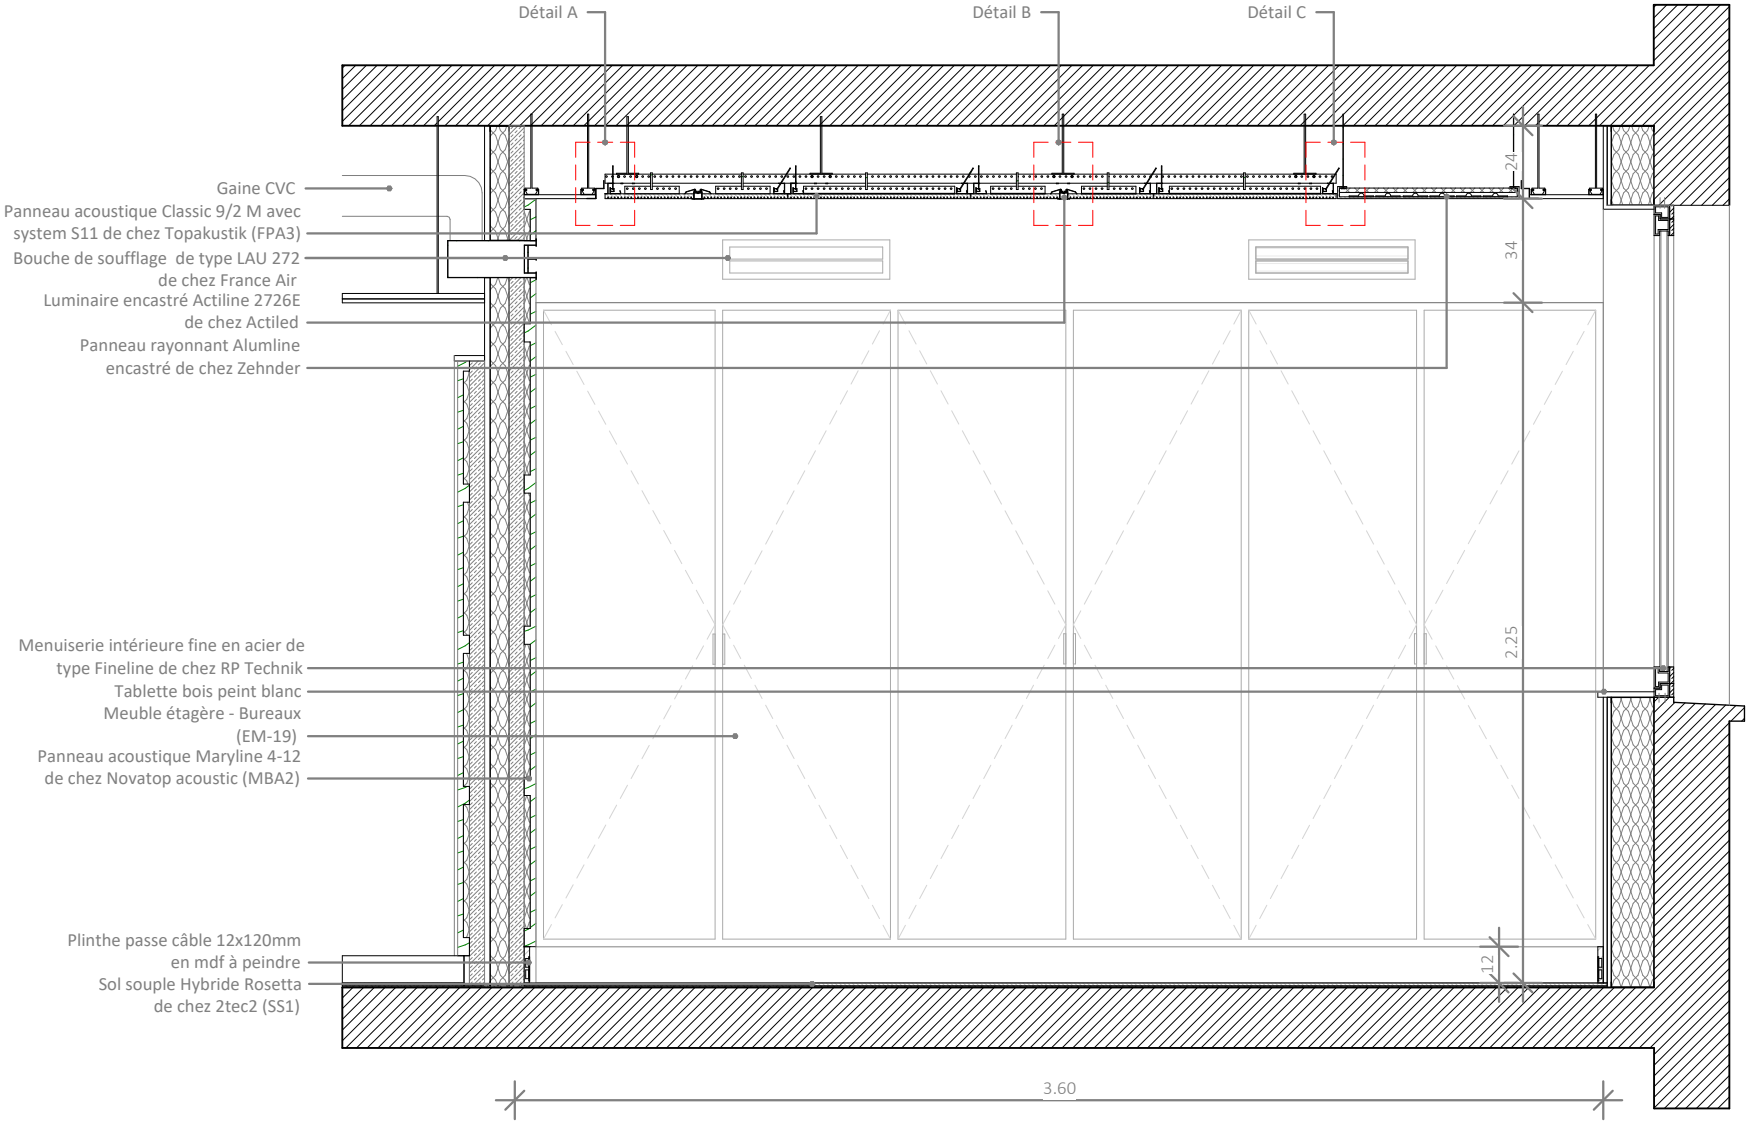 Détail A
Détail B
Détail C
Gaine CVC
Panneau acoustique Classic 9/2 M avec
system S11 de chez Topakustik (FPA3)
Bouche de soufflage de type LAU 272
de chez France Air
Luminaire encastré Actiline 2726E
de chez Actiled
Panneau rayonnant Alumline
encastré de chez Zehnder
24
34
2.25
Menuiserie intérieure fine en acier de
type Fineline de chez RP Technik
Tablette bois peint blanc
Meuble étagère - Bureaux
(EM-19)
Panneau acoustique Maryline 4-12
de chez Novatop acoustic (MBA2)
Plinthe passe câble 12x120mm
en mdf à peindre
Sol souple Hybride Rosetta
de chez 2tec2 (SS1)
12
3.60